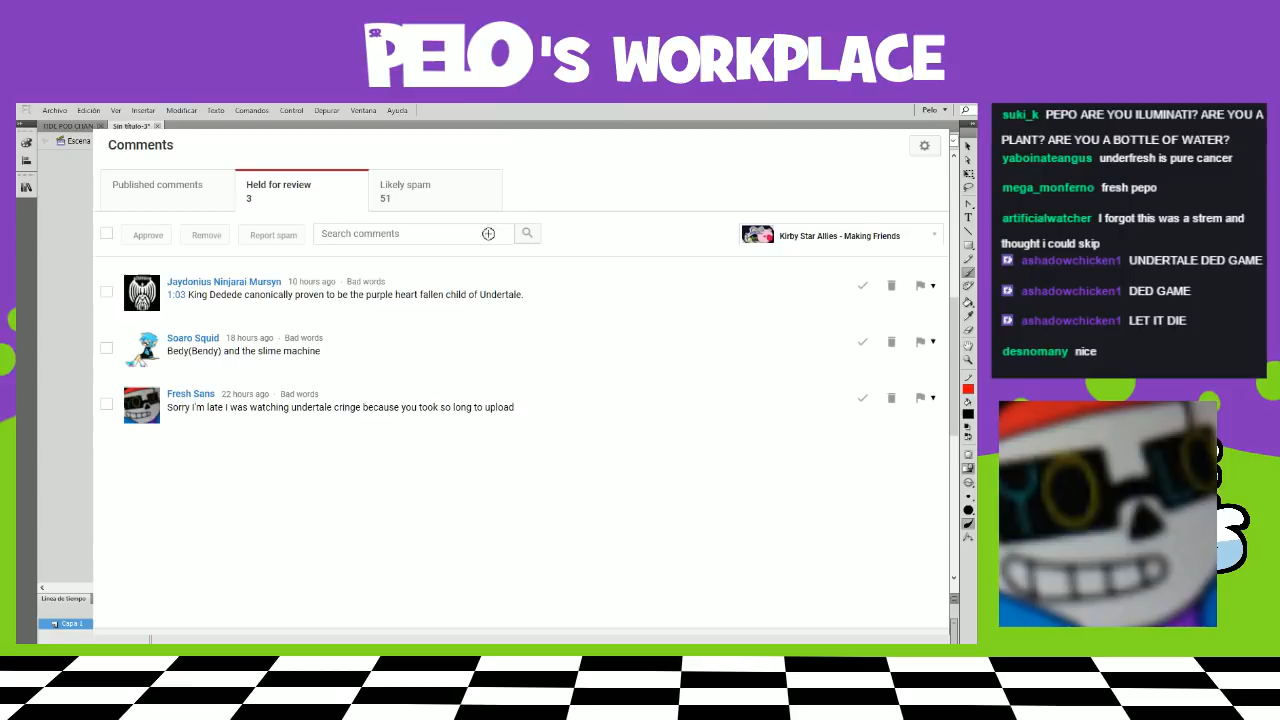 SR PELO'S WORKPLACE
Archivo Edición Ver Insertar Modificar Texto Comandos Control Depurar Ventana Ayuda Pelo
Sin título-3*
Escena
Comments
Published comments
Held for review
3
Likely spam
51
Approve Remove Report spam Search comments Kirby Star Allies - Making Friends
Jaydonius Ninjarai Mursyn 10 hours ago · Bad words
1:03 King Dedede canonically proven to be the purple heart fallen child of Undertale.
Soaro Squid 18 hours ago · Bad words
Bedy(Bendy) and the slime machine
Fresh Sans 22 hours ago · Bad words
Sorry I'm late I was watching undertale cringe because you took so long to upload
Línea de tiempo
Capa 1
suki_k PEPO ARE YOU ILUMINATI? ARE YOU A
PLANT? ARE YOU A BOTTLE OF WATER?
yaboinateangus underfresh is pure cancer
mega_monferno fresh pepo
artificialwatcher I forgot this was a strem and
thought i could skip
ashadowchicken1 UNDERTALE DED GAME
ashadowchicken1 DED GAME
ashadowchicken1 LET IT DIE
desnomany nice